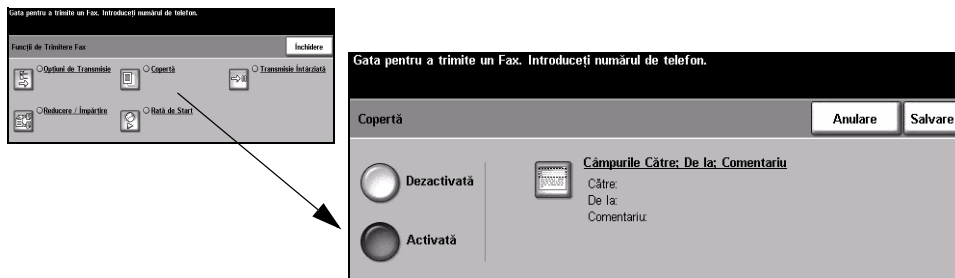 Gata pentru a trimite un Fax. Introduceți numărul de telefon.
Funcții de Trimitere Fax
Închidere
Opțiuni de Transmisie
Copertă
Transmisie Întârziată
Reducere / Împărțire
Rată de Start
Gata pentru a trimite un Fax. Introduceți numărul de telefon.
Copertă
Anulare
Salvare
Dezactivată
Activată
Câmpurile Către; De la; Comentariu
Către:
De la:
Comentariu: